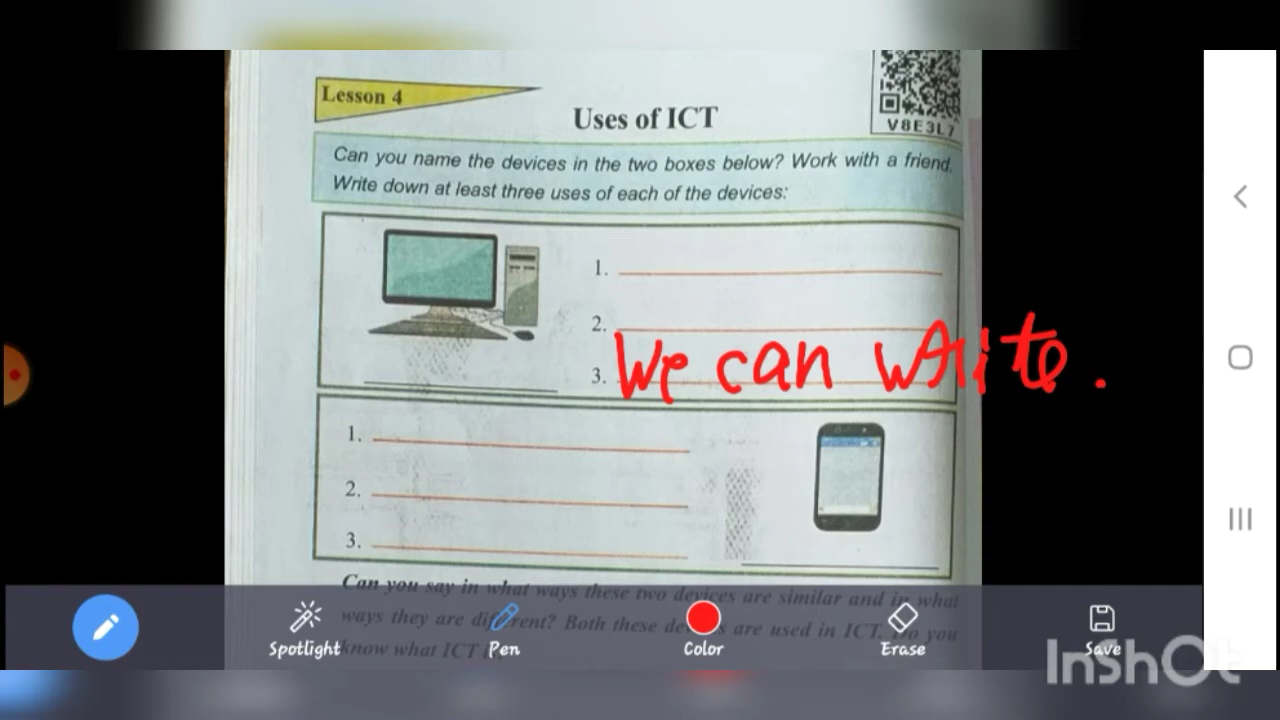 Lesson 4
Uses of ICT
V8E3L7
Can you name the devices in the two boxes below? Work with a friend.
Write down at least three uses of each of the devices:
1.
2.
3. We can write.
1.
2.
3.
Can you say in what ways these two devices are similar and in what
ways they are different? Both these devices are used in ICT. Do you
know what ICT
Spotlight
Pen
Color
Erase
Save
InShOt